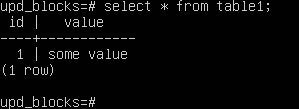 upd_blocks=# select * from table1;
 id |   value
----+------------
  1 | some value
(1 row)
upd_blocks=#